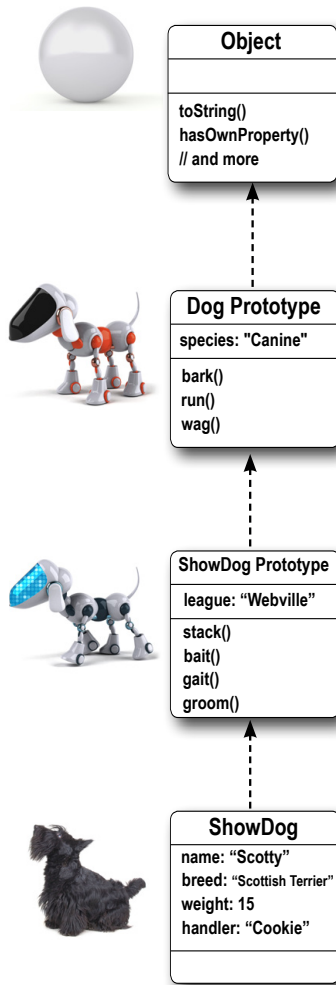 Object
toString()
hasOwnProperty()
// and more
Dog Prototype
species: "Canine"
bark()
run()
wag()
ShowDog Prototype
league: “Webville”
stack()
bait()
gait()
groom()
ShowDog
name: “Scotty”
breed: “Scottish Terrier”
weight: 15
handler: “Cookie”